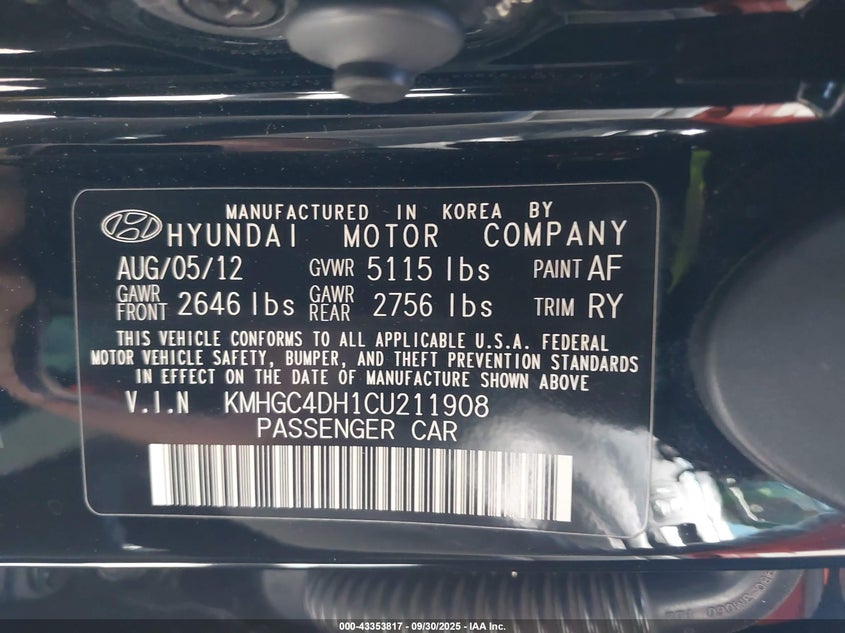 MANUFACTURED IN KOREA BY
HYUNDAI MOTOR COMPANY
AUG/05/12 GVWR 5115 lbs PAINT AF
GAWR FRONT 2646 lbs GAWR REAR 2756 lbs TRIM RY
THIS VEHICLE CONFORMS TO ALL APPLICABLE U.S.A. FEDERAL
MOTOR VEHICLE SAFETY, BUMPER, AND THEFT PREVENTION STANDARDS
IN EFFECT ON THE DATE OF MANUFACTURE SHOWN ABOVE
V.I.N KMHGC4DH1CU211908
PASSENGER CAR
000-43353817 - 09/30/2025 - IAA Inc.